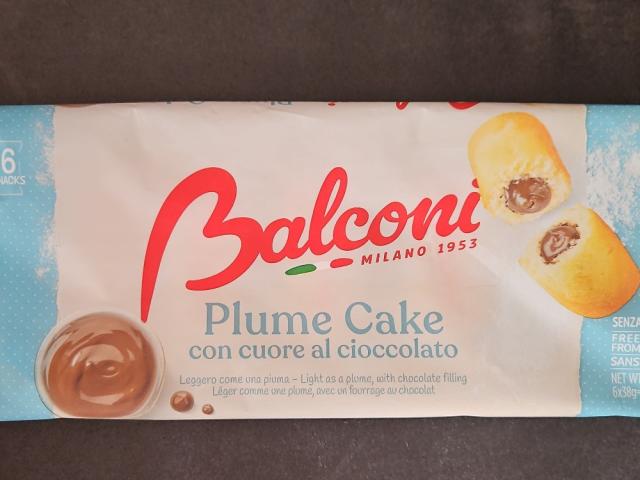 6
SNACKS
Balconi
MILANO 1953
Plume Cake
con cuore al cioccolato
Leggero come una piuma – Light as a plume, with chocolate filling
Léger comme une plume, avec un fourrage au chocolat
SENZA
FREE
FROM
SANS
NET
6x38g